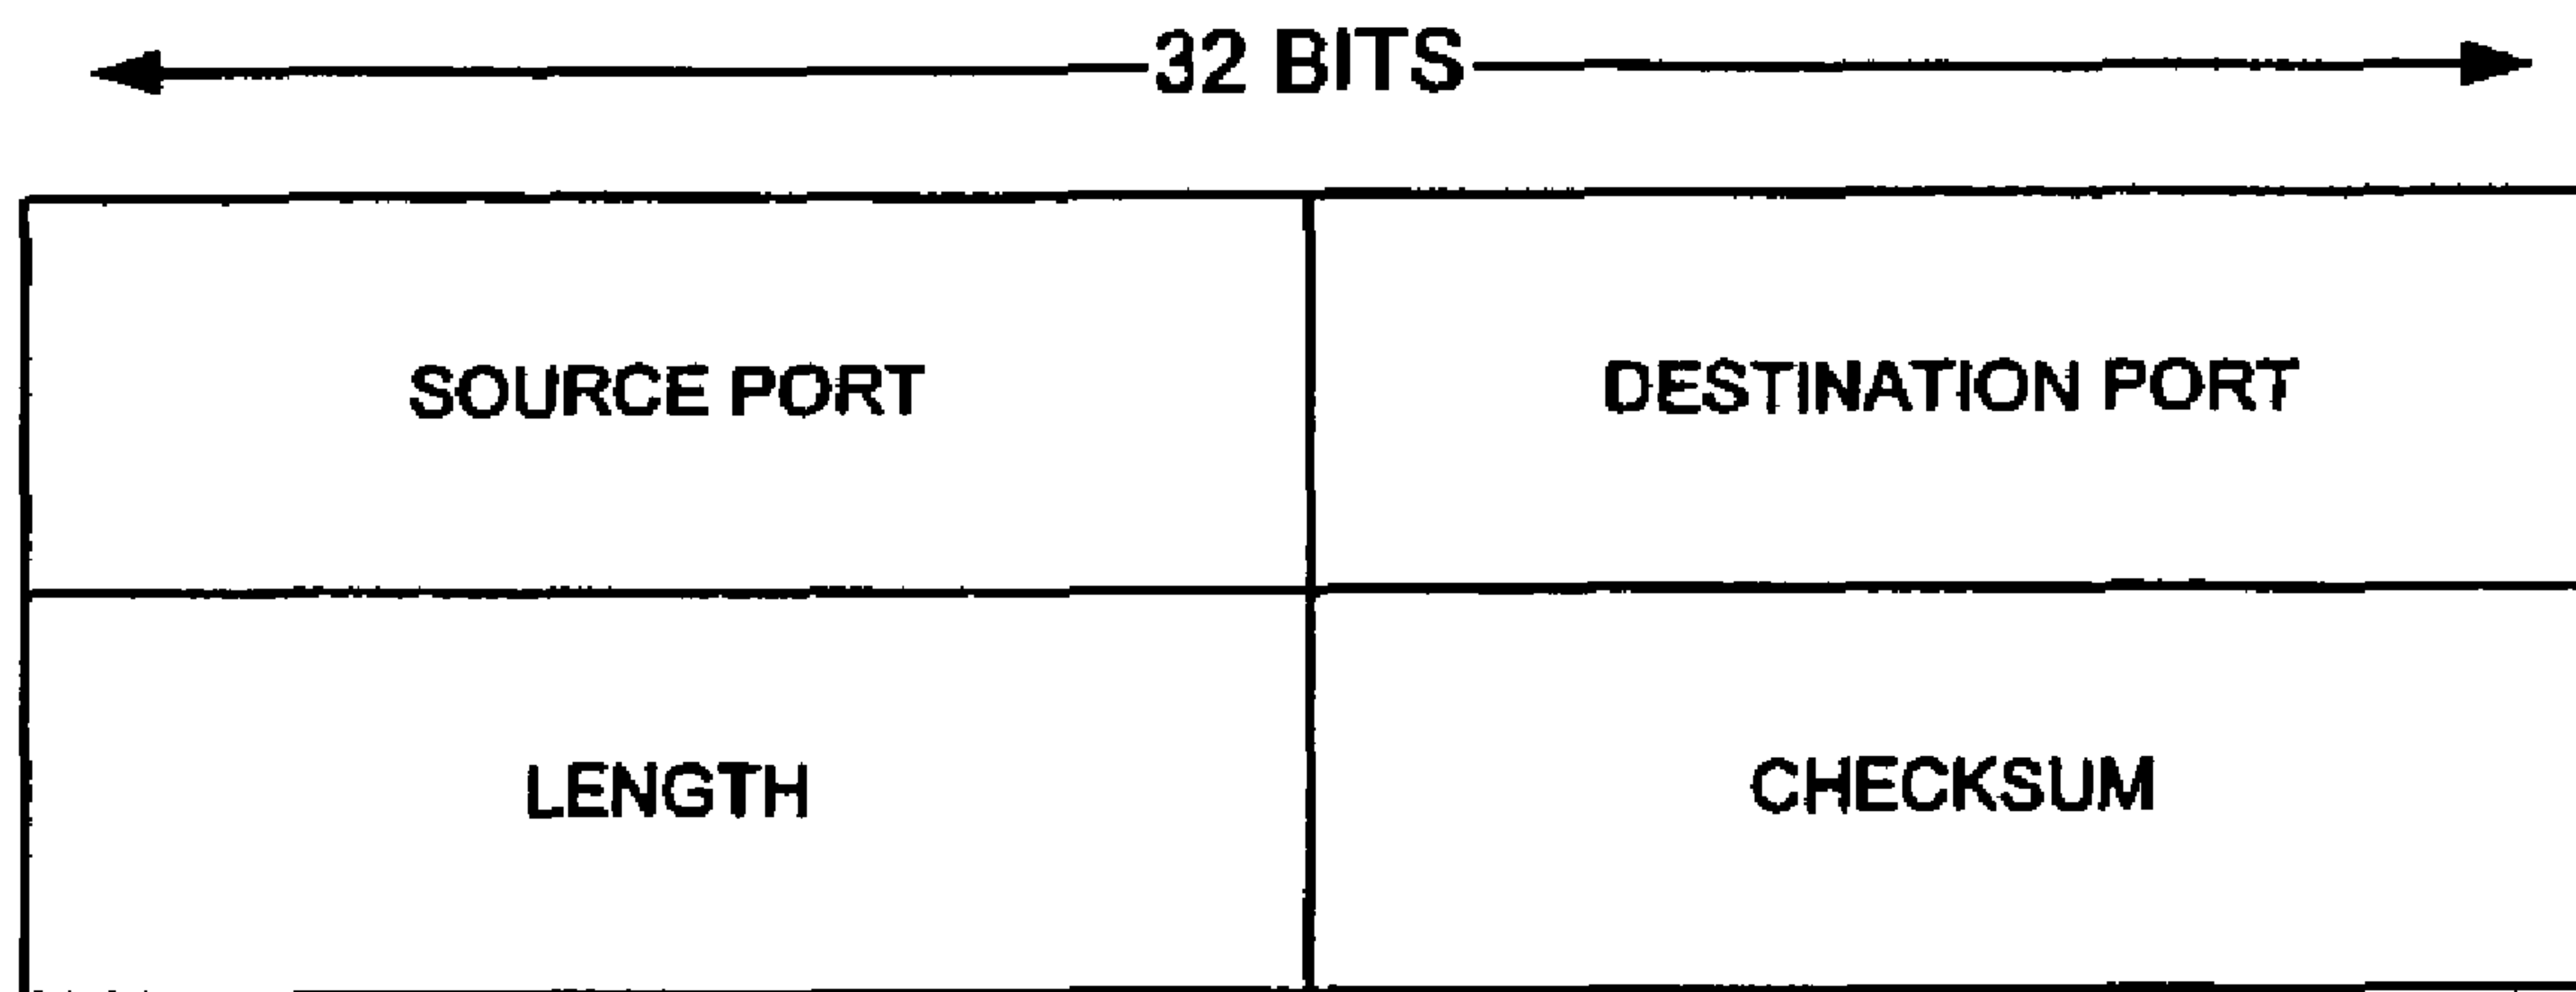 32 BITS
SOURCE PORT
DESTINATION PORT
LENGTH
CHECKSUM